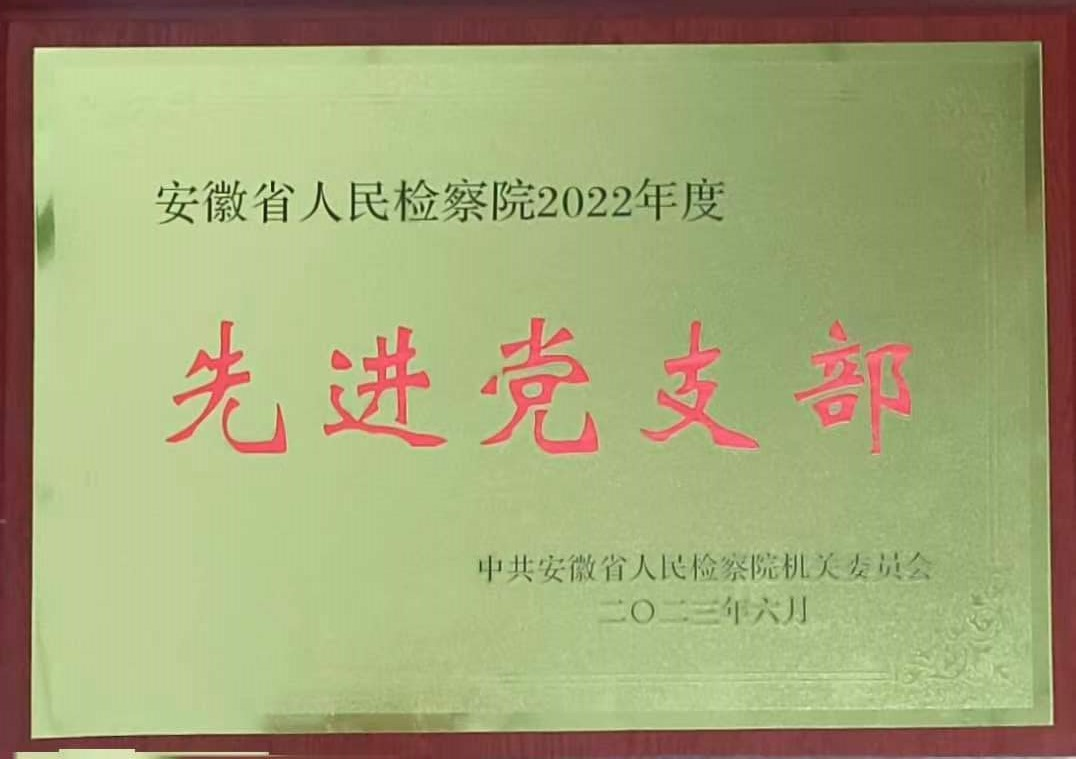 安徽省人民检察院2022年度
先进党支部
中共安徽省人民检察院机关委员会
二〇二三年六月